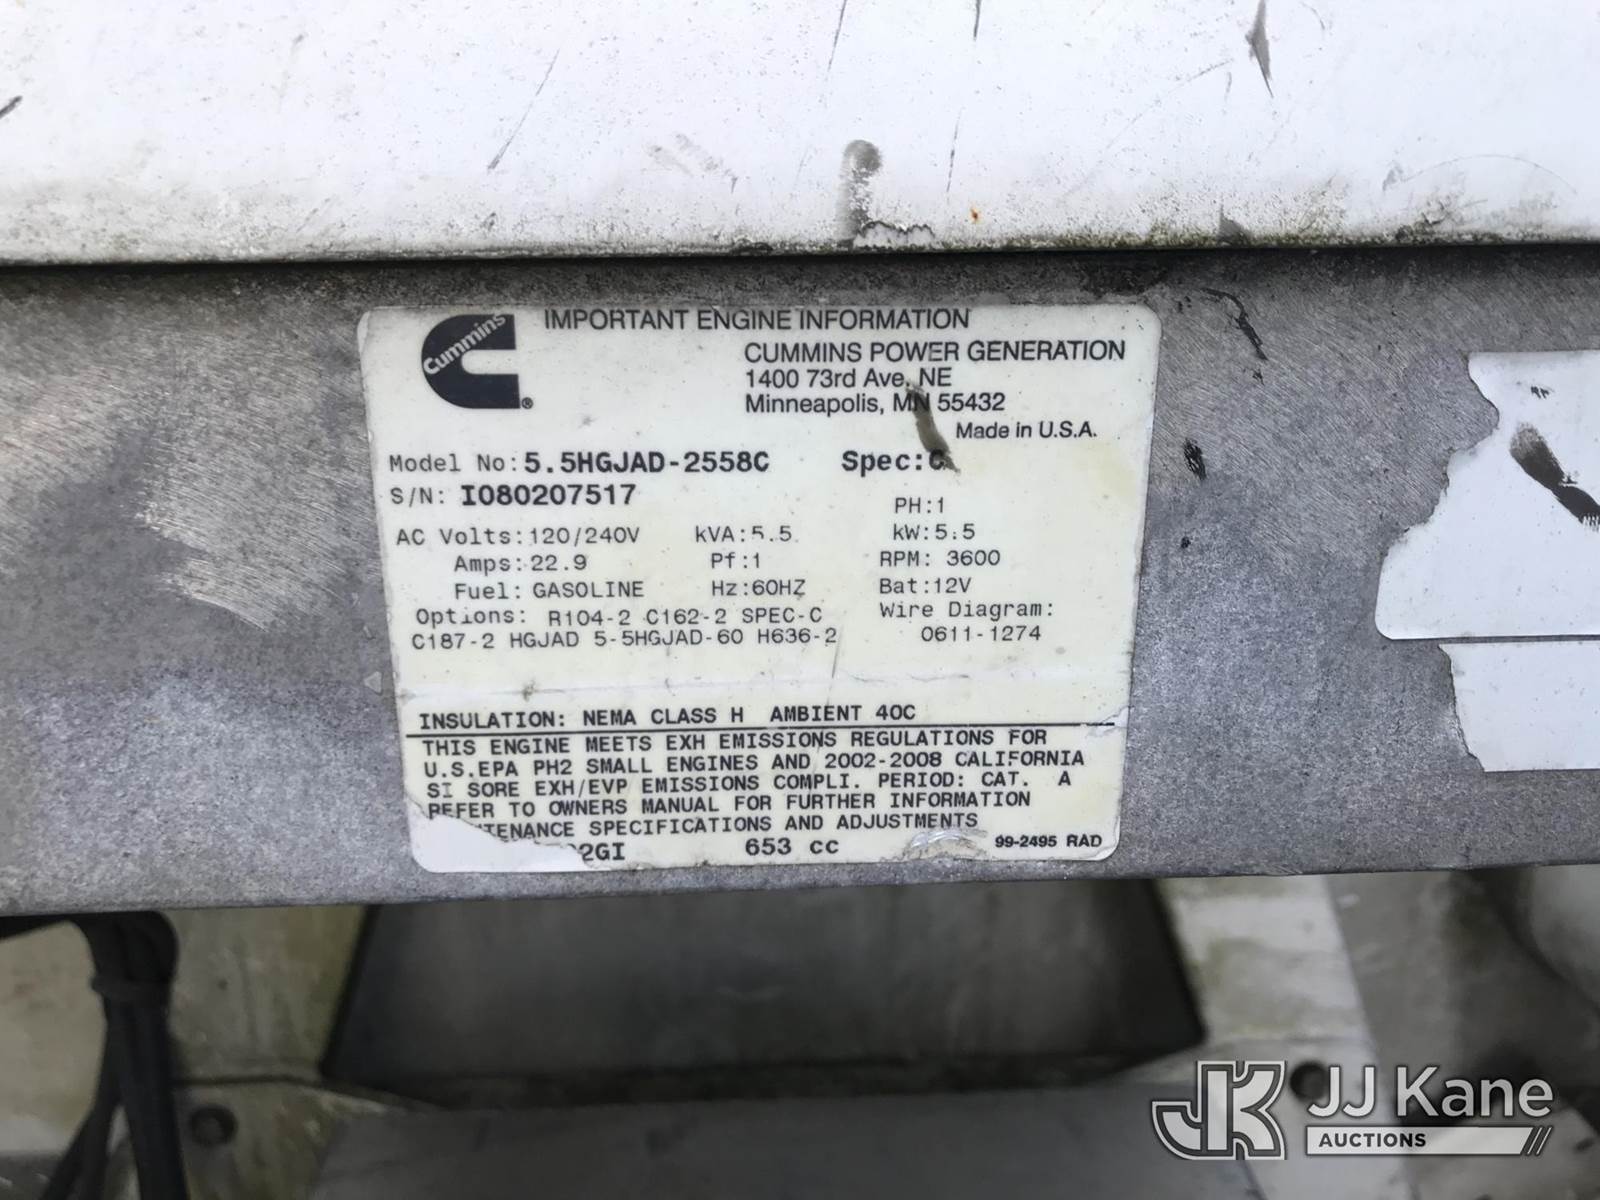 Cummins
IMPORTANT ENGINE INFORMATION
CUMMINS POWER GENERATION
1400 73rd Ave. NE
Minneapolis, MN 55432
Made in U.S.A.
Model No: 5.5HGJAD-2558C Spec: C
S/N: I080207517
PH:1
AC Volts: 120/240V kVA: 5.5 kW: 5.5
Amps: 22.9 Pf:1 RPM: 3600
Fuel: GASOLINE Hz: 60HZ Bat: 12V
Options: R104-2 C162-2 SPEC-C Wire Diagram:
C187-2 HGJAD 5-5HGJAD-60 H636-2 0611-1274
INSULATION: NEMA CLASS H AMBIENT 40C
THIS ENGINE MEETS EXH EMISSIONS REGULATIONS FOR
U.S.EPA PH2 SMALL ENGINES AND 2002-2008 CALIFORNIA
SI SORE EXH/EVP EMISSIONS COMPLI. PERIOD: CAT. A
REFER TO OWNERS MANUAL FOR FURTHER INFORMATION
SPECIFICATIONS AND ADJUSTMENTS
653 cc 99-2495 RAD
JK JJ Kane
AUCTIONS